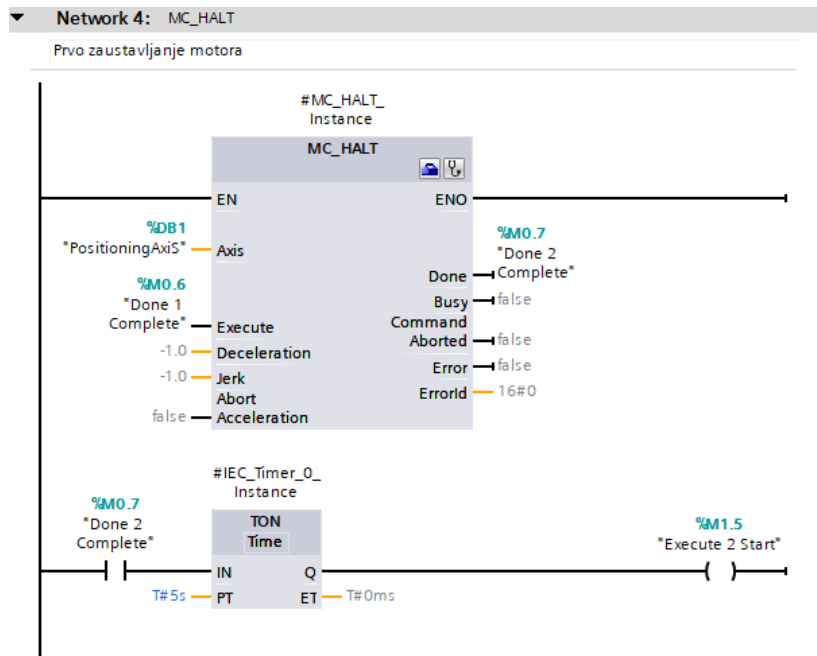 Network 4: MC_HALT
Prvo zaustavljanje motora
#MC_HALT_
Instance
MC_HALT
EN
ENO
%DB1
"PositioningAxiS"
Axis
%M0.7
"Done 2
Complete"
Done
%M0.6
"Done 1
Complete"
Execute
Busy
false
Command
Aborted
false
-1.0
Deceleration
Error
false
-1.0
Jerk
ErrorId
16#0
Abort
Acceleration
false
#IEC_Timer_0_
Instance
%M0.7
"Done 2
Complete"
TON
Time
%M1.5
"Execute 2 Start"
IN
Q
T#5s
PT
ET
T#0ms